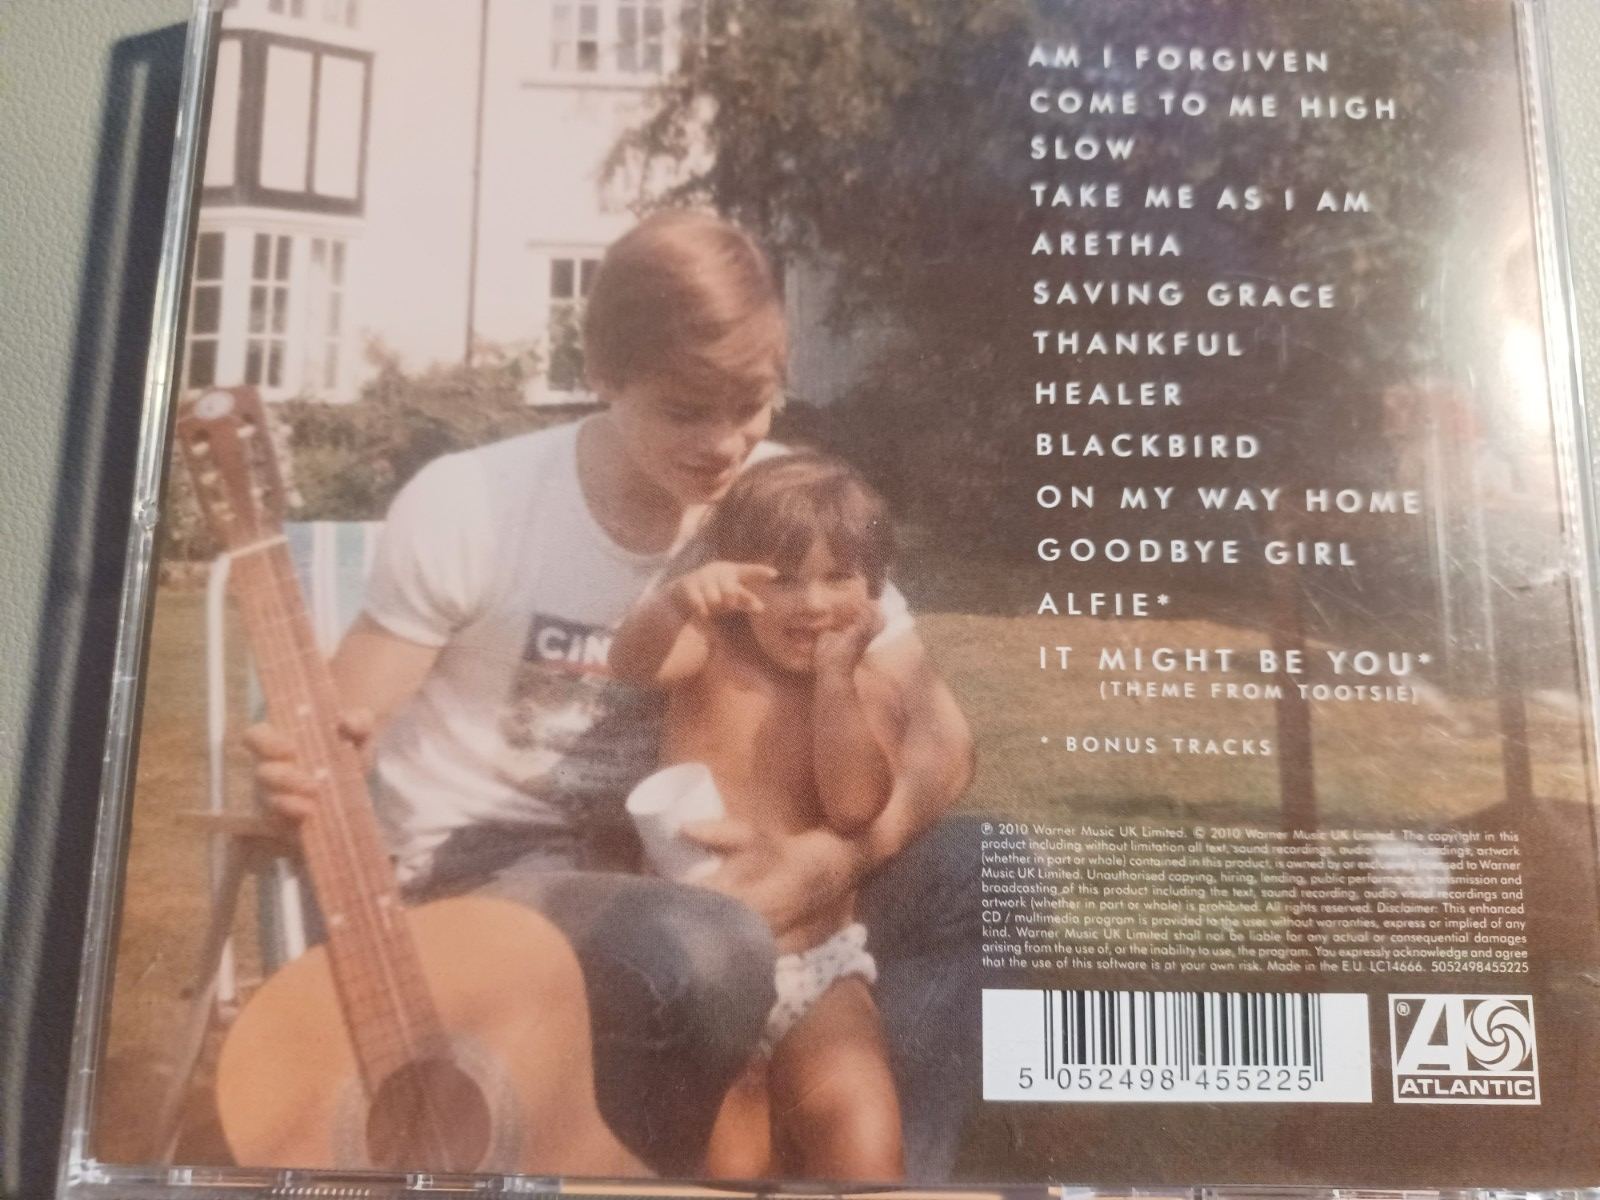 AM I FORGIVEN
COME TO ME HIGH
SLOW
TAKE ME AS I AM
ARETHA
SAVING GRACE
THANKFUL
HEALER
BLACKBIRD
ON MY WAY HOME
GOODBYE GIRL
ALFIE*
IT MIGHT BE YOU*
(THEME FROM TOOTSIE)
* BONUS TRACKS
CIN
℗ 2010 Warner Music UK Limited. © 2010 Warner Music UK Limited. The copyright in this
product including without limitation all text, sound recordings, audio visual recordings, artwork
(whether in part or whole) contained in this product, is owned by or exclusively licensed to Warner
Music UK Limited. Unauthorised copying, hiring, lending, public performance, transmission and
broadcasting of this product including the text, sound recording, audio visual recordings and
artwork (whether in part or whole) is prohibited. All rights reserved. Disclaimer: This enhanced
CD / multimedia program is provided to the user without warranties, express or implied of any
kind. Warner Music UK Limited shall not be liable for any actual or consequential damages
arising from the use of, or the inability to use, the program. You expressly acknowledge and agree
that the use of this software is at your own risk. Made in the E.U. LC14666. 5052498455225
5 052498 455225
® A
ATLANTIC